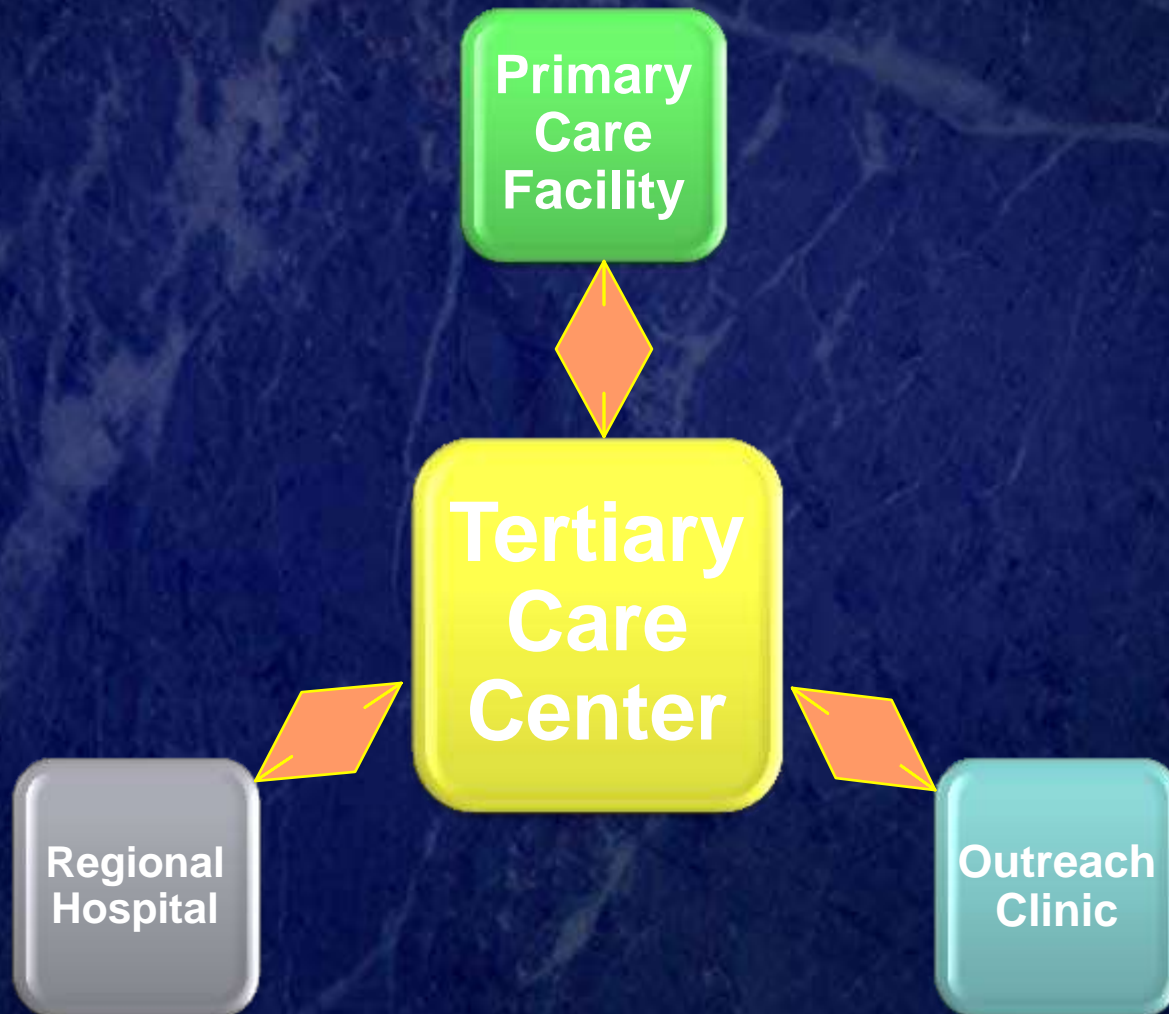 Primary
Care
Facility
Tertiary
Care
Center
Regional
Hospital
Outreach
Clinic